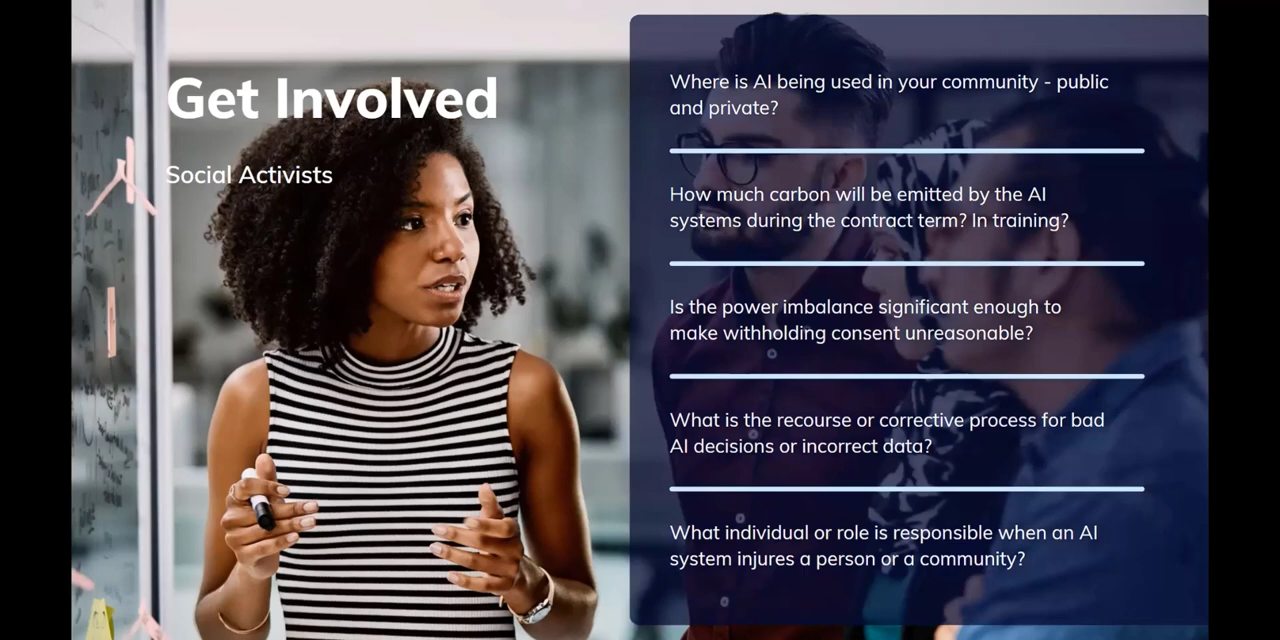 Get Involved
Social Activists
Where is AI being used in your community - public
and private?
How much carbon will be emitted by the AI
systems during the contract term? In training?
Is the power imbalance significant enough to
make withholding consent unreasonable?
What is the recourse or corrective process for bad
AI decisions or incorrect data?
What individual or role is responsible when an AI
system injures a person or a community?